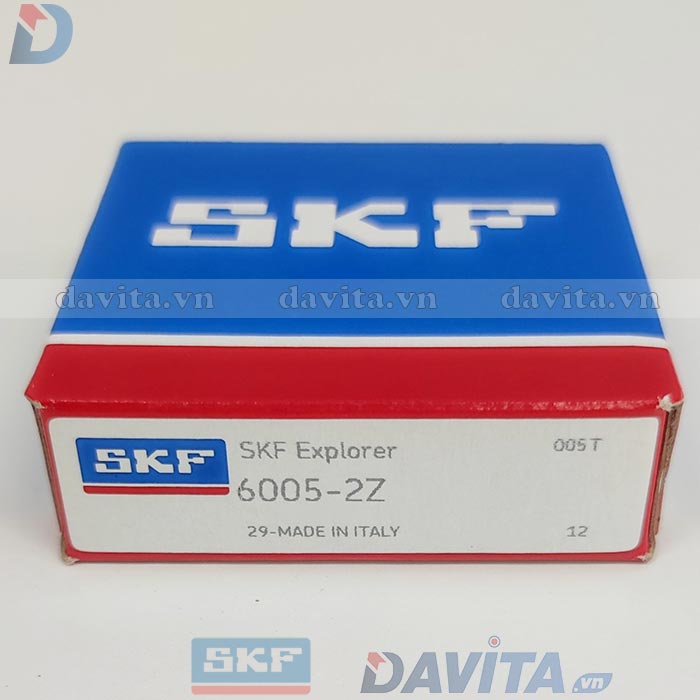 D
SKF
davita.vn davita.vn davita.vn
SKF
SKF Explorer
005T
6005-2Z
29-MADE IN ITALY
12
SKF
DAVITA.vn